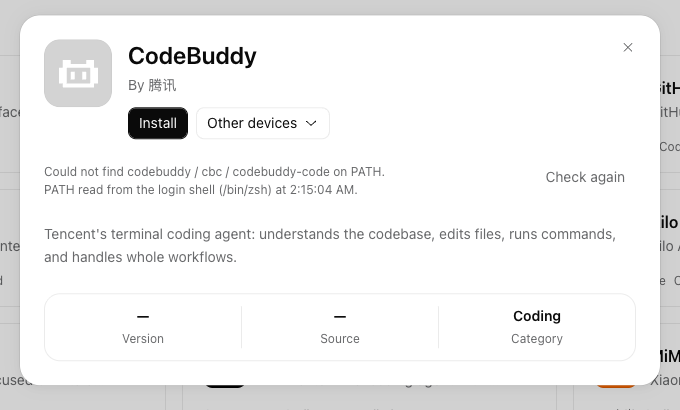 CodeBuddy
By 腾讯
Install
Other devices
Could not find codebuddy / cbc / codebuddy-code on PATH.
PATH read from the login shell (/bin/zsh) at 2:15:04 AM.
Check again
Tencent's terminal coding agent: understands the codebase, edits files, runs commands,
and handles whole workflows.
—
Version
—
Source
Coding
Category